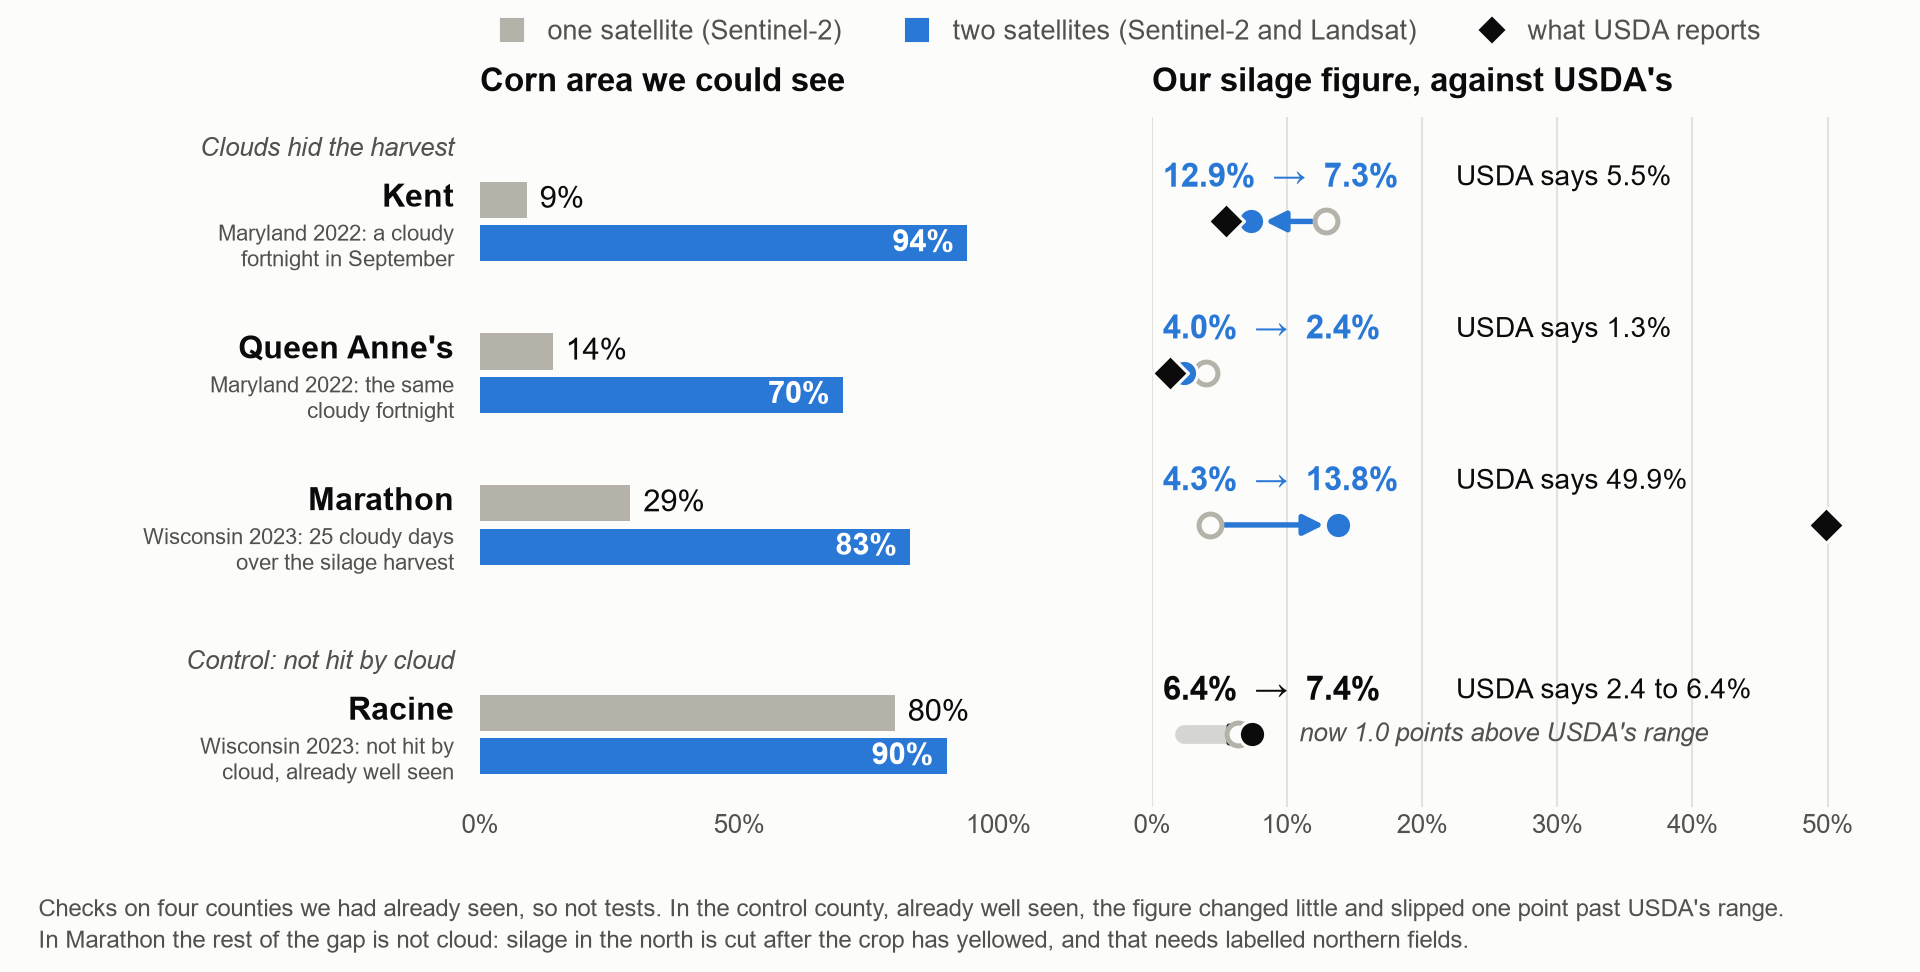 one satellite (Sentinel-2)
two satellites (Sentinel-2 and Landsat)
what USDA reports
Corn area we could see
Our silage figure, against USDA's
Clouds hid the harvest
Kent
Maryland 2022: a cloudy
fortnight in September
9%
94%
12.9% → 7.3%
USDA says 5.5%
Queen Anne's
Maryland 2022: the same
cloudy fortnight
14%
70%
4.0% → 2.4%
USDA says 1.3%
Marathon
Wisconsin 2023: 25 cloudy days
over the silage harvest
29%
83%
4.3% → 13.8%
USDA says 49.9%
Control: not hit by cloud
Racine
Wisconsin 2023: not hit by
cloud, already well seen
80%
90%
6.4% → 7.4%
USDA says 2.4 to 6.4%
now 1.0 points above USDA's range
0% 50% 100%
0% 10% 20% 30% 40% 50%
Checks on four counties we had already seen, so not tests. In the control county, already well seen, the figure changed little and slipped one point past USDA's range.
In Marathon the rest of the gap is not cloud: silage in the north is cut after the crop has yellowed, and that needs labelled northern fields.